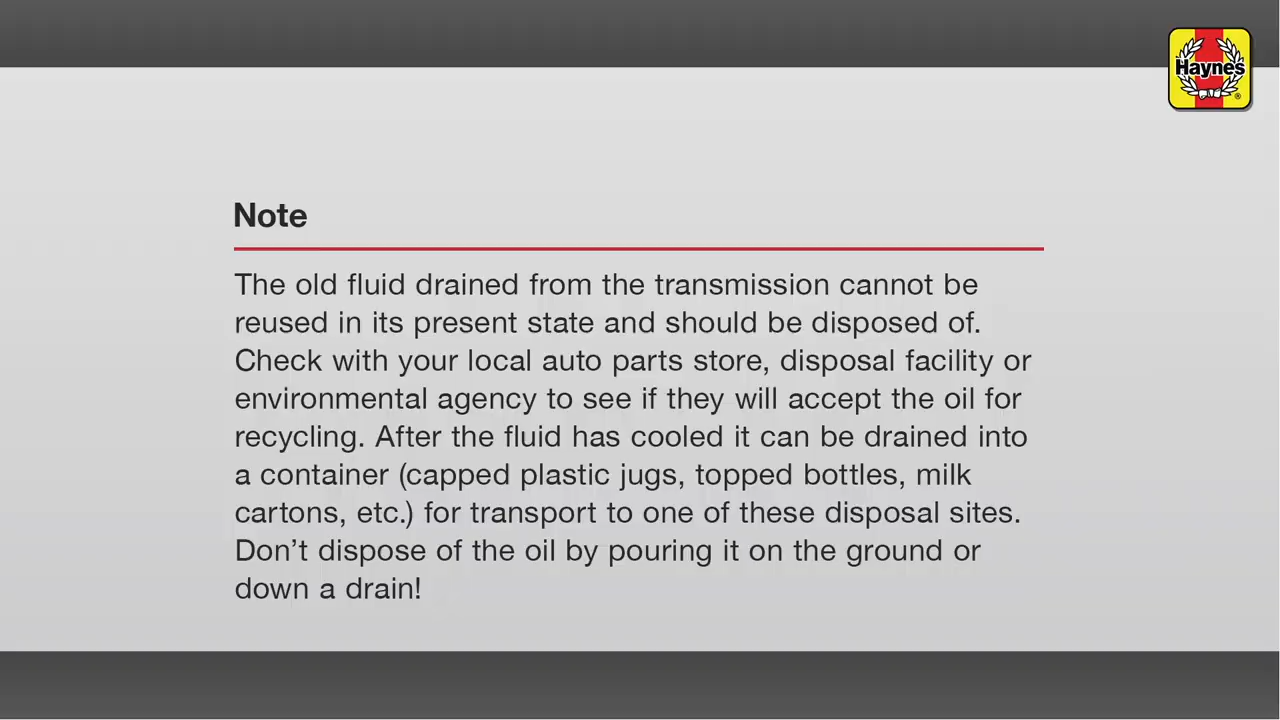 Haynes
Note
The old fluid drained from the transmission cannot be
reused in its present state and should be disposed of.
Check with your local auto parts store, disposal facility or
environmental agency to see if they will accept the oil for
recycling. After the fluid has cooled it can be drained into
a container (capped plastic jugs, topped bottles, milk
cartons, etc.) for transport to one of these disposal sites.
Don’t dispose of the oil by pouring it on the ground or
down a drain!